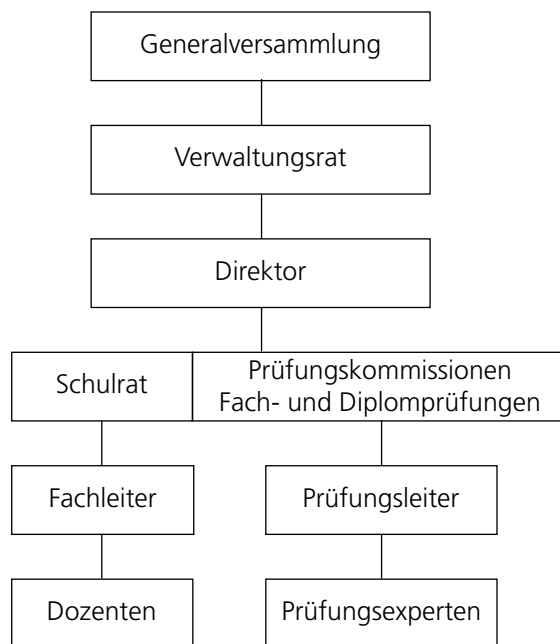 Generalversammlung
Verwaltungsrat
Direktor
Schulrat
Prüfungskommissionen
Fach- und Diplomprüfungen
Fachleiter
Prüfungsleiter
Dozenten
Prüfungsexperten